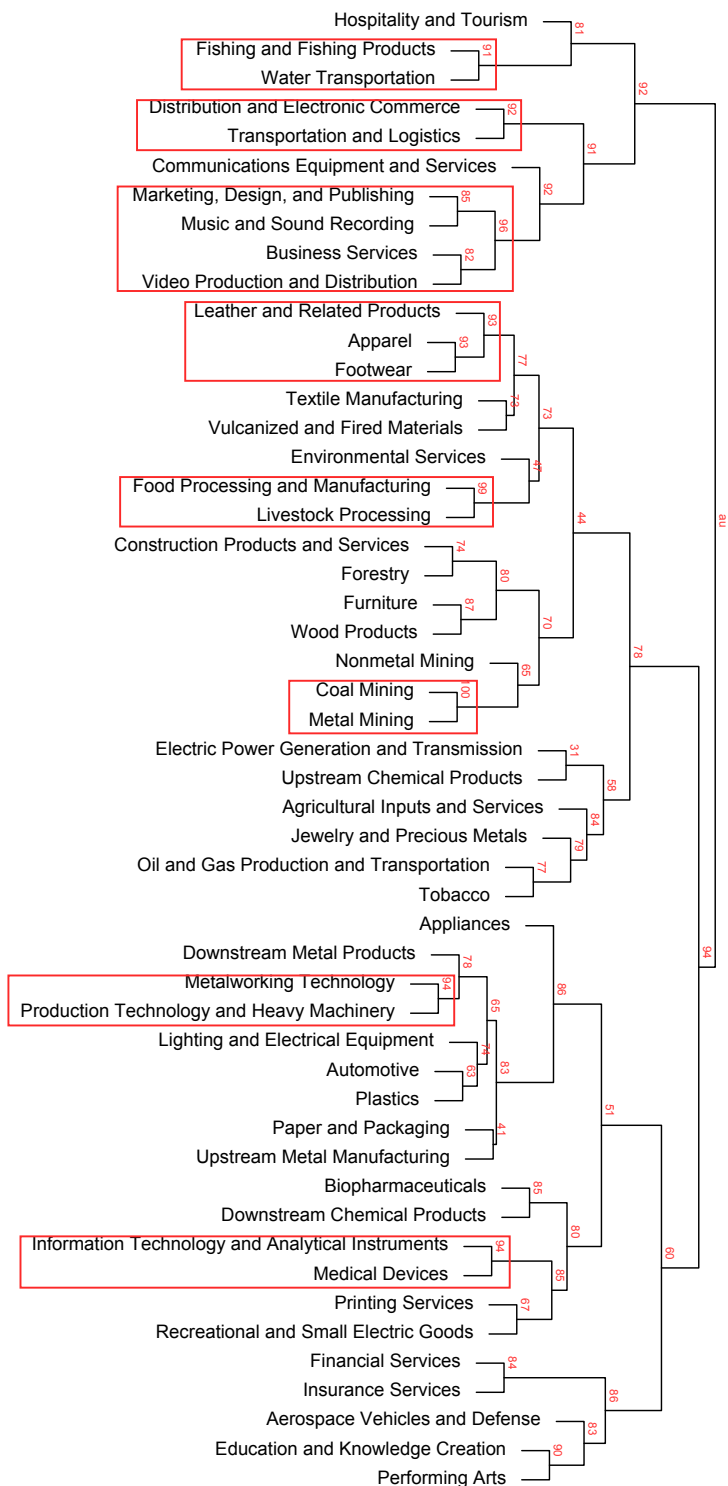 Hospitality and Tourism
81
Fishing and Fishing Products
91
Water Transportation
92
Distribution and Electronic Commerce
92
Transportation and Logistics
91
Communications Equipment and Services
92
Marketing, Design, and Publishing
85
Music and Sound Recording
96
Business Services
82
Video Production and Distribution
Leather and Related Products
93
Apparel
93
Footwear
77
Textile Manufacturing
73
Vulcanized and Fired Materials
73
Environmental Services
47
Food Processing and Manufacturing
99
Livestock Processing
44
au
Construction Products and Services
74
Forestry
80
Furniture
87
Wood Products
70
Nonmetal Mining
65
78
Coal Mining
100
Metal Mining
Electric Power Generation and Transmission
31
Upstream Chemical Products
58
Agricultural Inputs and Services
84
Jewelry and Precious Metals
79
Oil and Gas Production and Transportation
77
Tobacco
Appliances
94
Downstream Metal Products
78
Metalworking Technology
94
86
Production Technology and Heavy Machinery
65
Lighting and Electrical Equipment
74
Automotive
63
83
Plastics
51
Paper and Packaging
41
Upstream Metal Manufacturing
Biopharmaceuticals
85
Downstream Chemical Products
80
Information Technology and Analytical Instruments
94
60
Medical Devices
85
Printing Services
67
Recreational and Small Electric Goods
Financial Services
84
Insurance Services
86
Aerospace Vehicles and Defense
83
Education and Knowledge Creation
90
Performing Arts